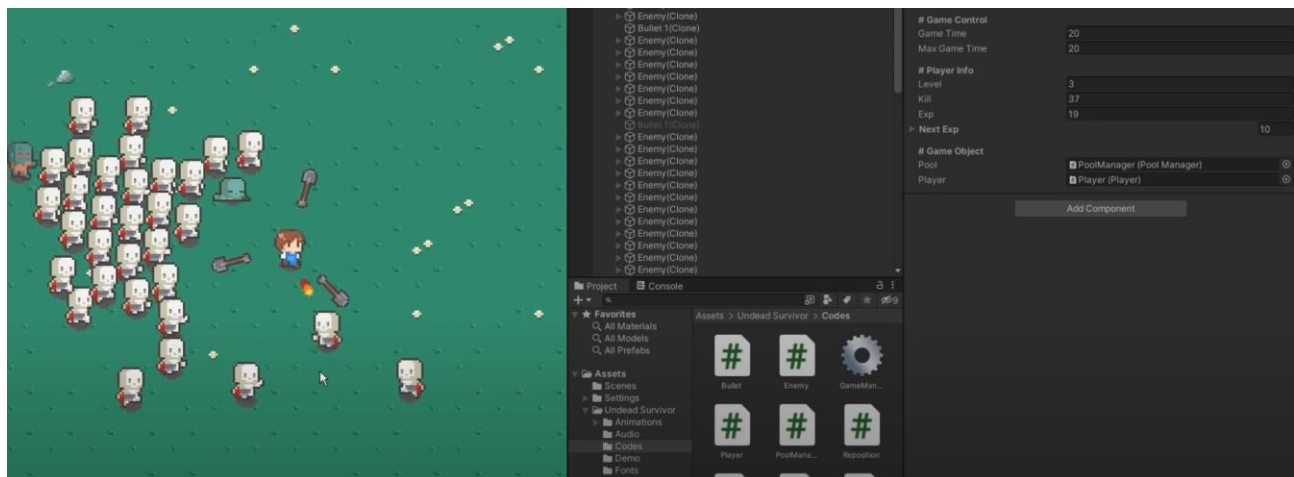 Enemy(Clone)
Bullet 1(Clone)
Enemy(Clone)
Enemy(Clone)
Enemy(Clone)
Enemy(Clone)
Enemy(Clone)
Enemy(Clone)
Enemy(Clone)
Bullet 1(Clone)
Enemy(Clone)
Enemy(Clone)
Enemy(Clone)
Enemy(Clone)
Enemy(Clone)
Enemy(Clone)
Enemy(Clone)
Enemy(Clone)
Enemy(Clone)
Enemy(Clone)
Enemy(Clone)
Enemy(Clone)
# Game Control
Game Time 20
Max Game Time 20
# Player Info
Level 3
Kill 37
Exp 19
Next Exp 10
# Game Object
Pool PoolManager (Pool Manager)
Player Player (Player)
Add Component
Project Console
9
Favorites
All Materials
All Models
All Prefabs
Assets
Scenes
Settings
Undead Survivor
Animations
Audio
Codes
Demo
Fonts
Assets > Undead Survivor > Codes
Bullet Enemy GameMan...
Player PoolMana... Reposition